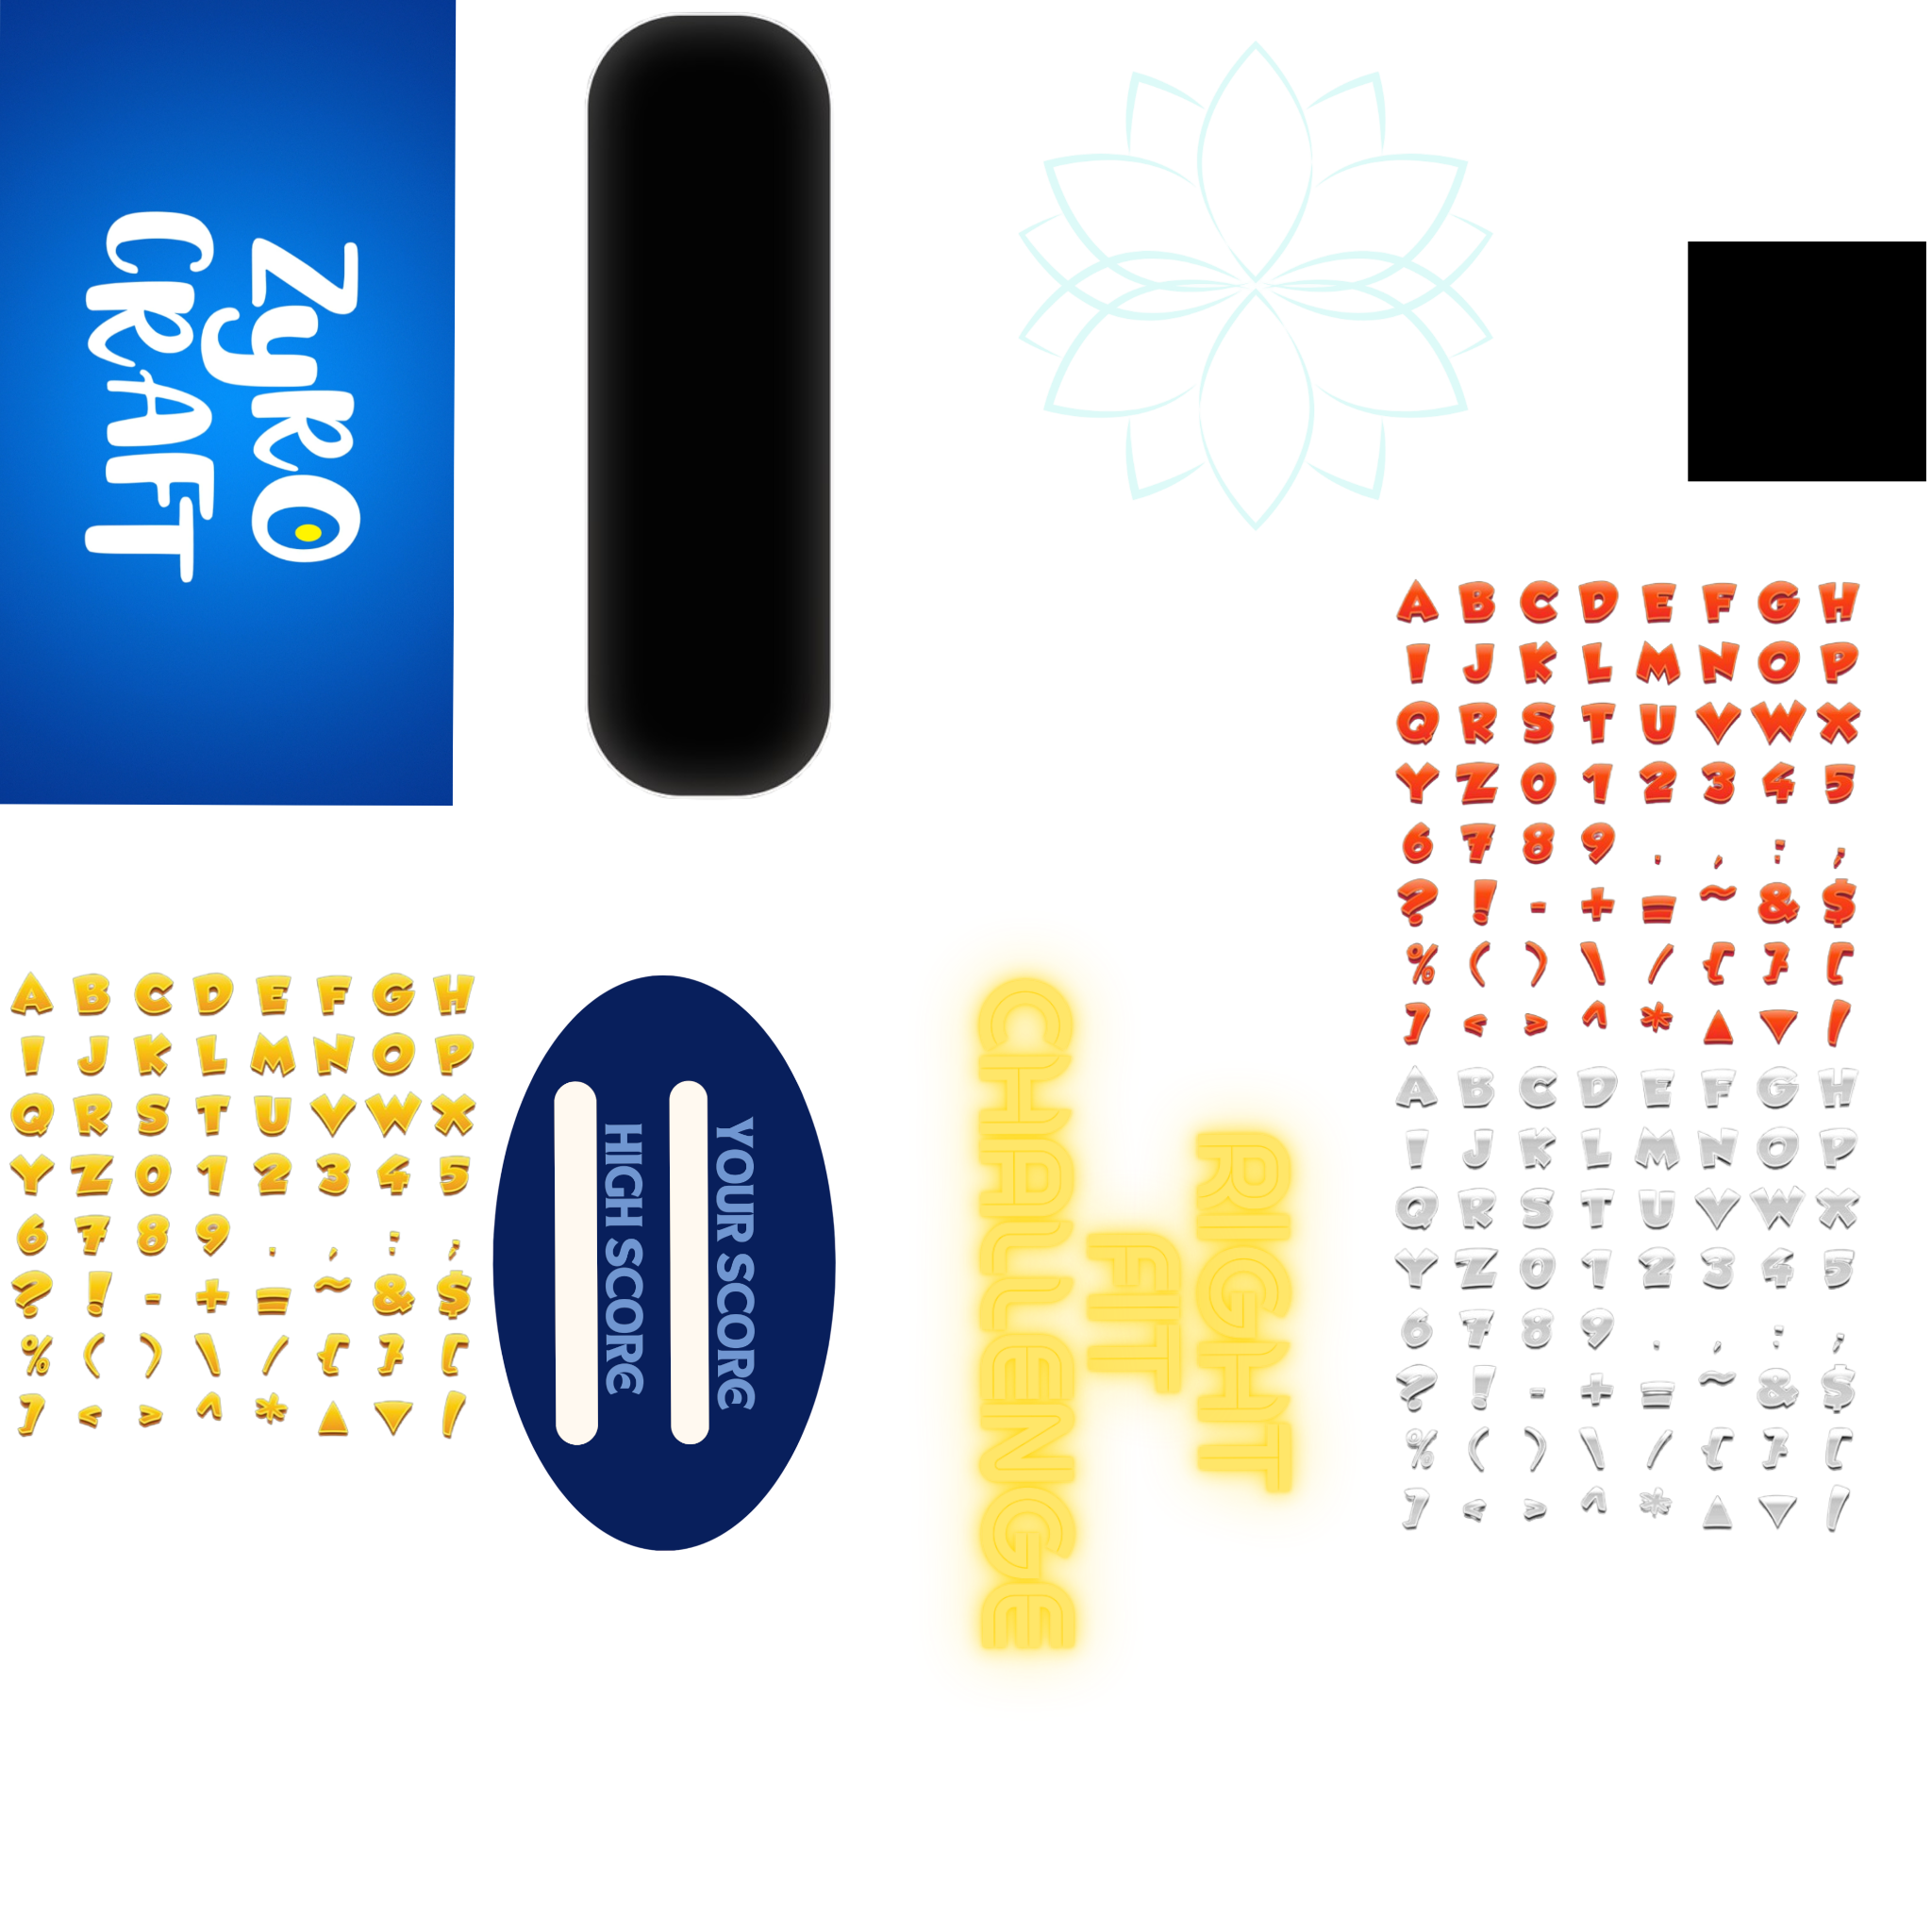 Zyko
CRAFT
A B C D E F G H
I J K L M N O P
Q R S T U V W X
Y Z 0 1 2 3 4 5
6 7 8 9 . , : ;
? ! - + = ~ & $
% ( ) \ / { } [
] < > ^ * ▲ ▼ |
A B C D E F G H
I J K L M N O P
Q R S T U V W X
Y Z 0 1 2 3 4 5
6 7 8 9 . , : ;
? ! - + = ~ & $
% ( ) \ / { } [
] < > ^ * ▲ ▼ |
YOUR SCORE
HIGH SCORE
RIGHT
FIT
CHALLENGE
A B C D E F G H
I J K L M N O P
Q R S T U V W X
Y Z 0 1 2 3 4 5
6 7 8 9 . , : ;
? ! - + = ~ & $
% ( ) \ / { } [
] < > ^ * ▲ ▼ |